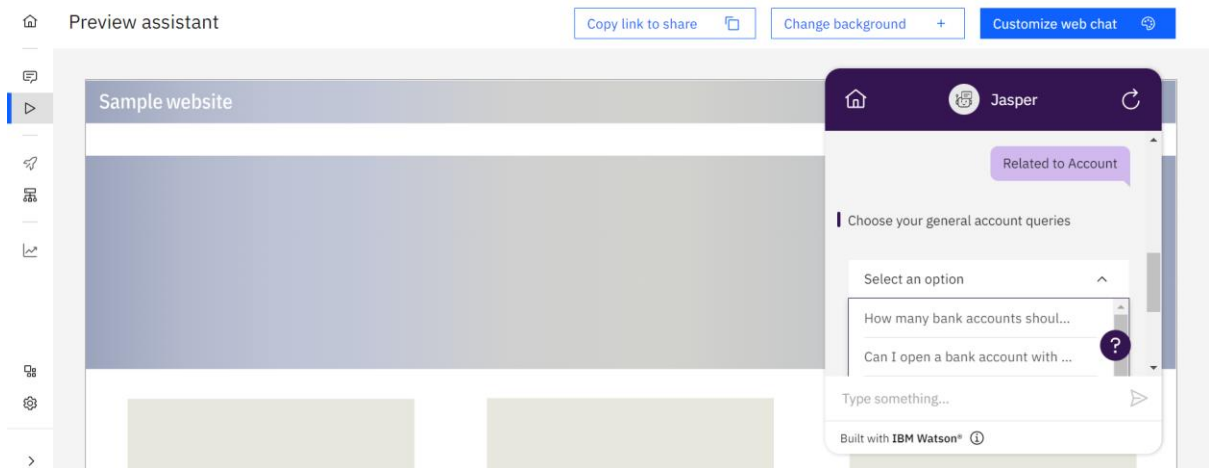 Preview assistant
Copy link to share
Change background +
Customize web chat
Sample website
Jasper
Related to Account
Choose your general account queries
Select an option
How many bank accounts shoul...
Can I open a bank account with ...
?
Type something...
Built with IBM Watson®